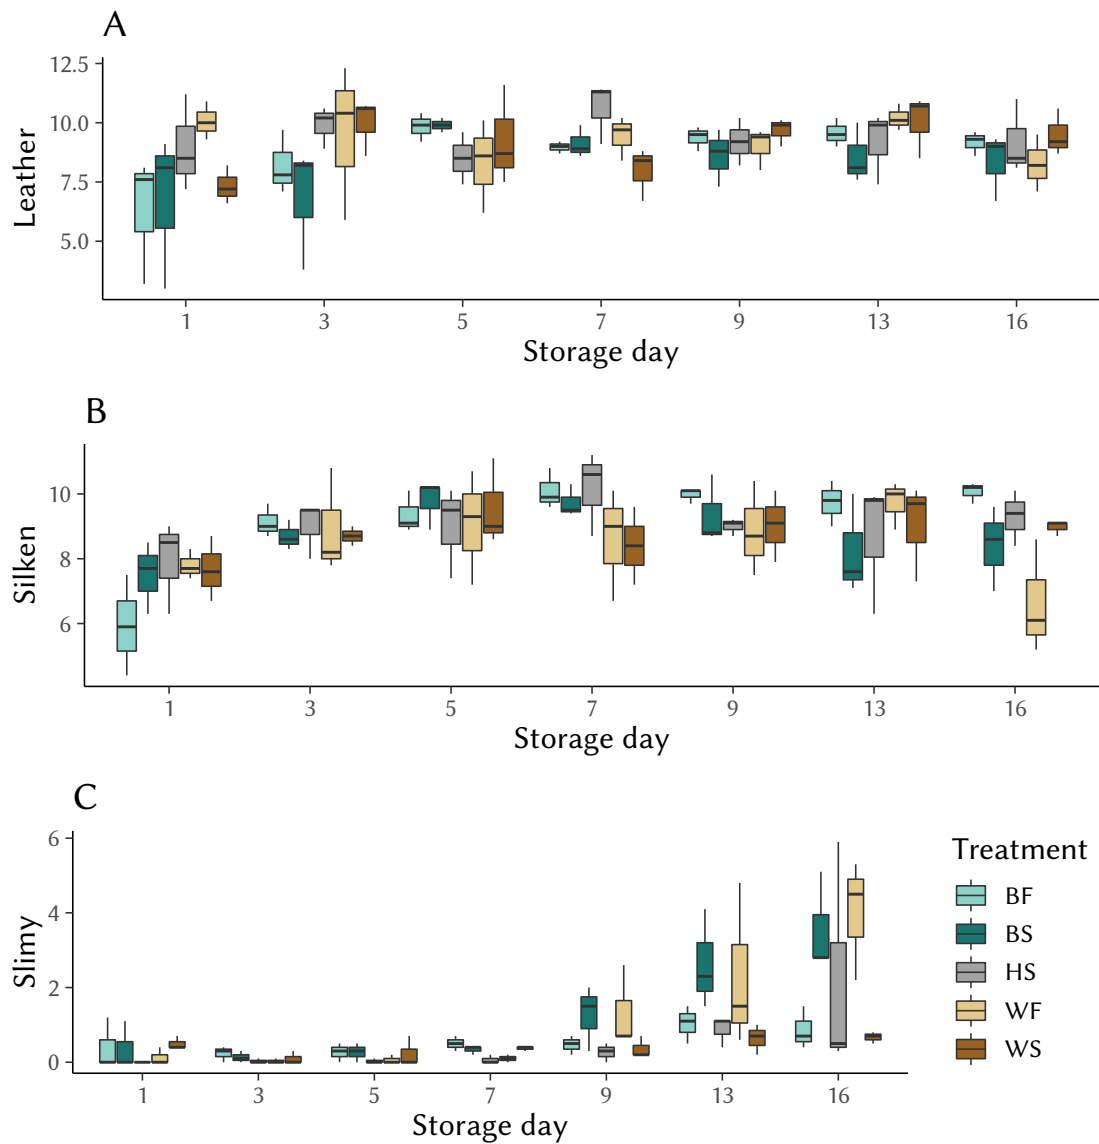 A
12.5
10.0
7.5
5.0
Leather
1 3 5 7 9 13 16
Storage day
B
10
8
6
Silken
1 3 5 7 9 13 16
Storage day
C
6
4
2
0
Slimy
1 3 5 7 9 13 16
Storage day
Treatment
BF
BS
HS
WF
WS